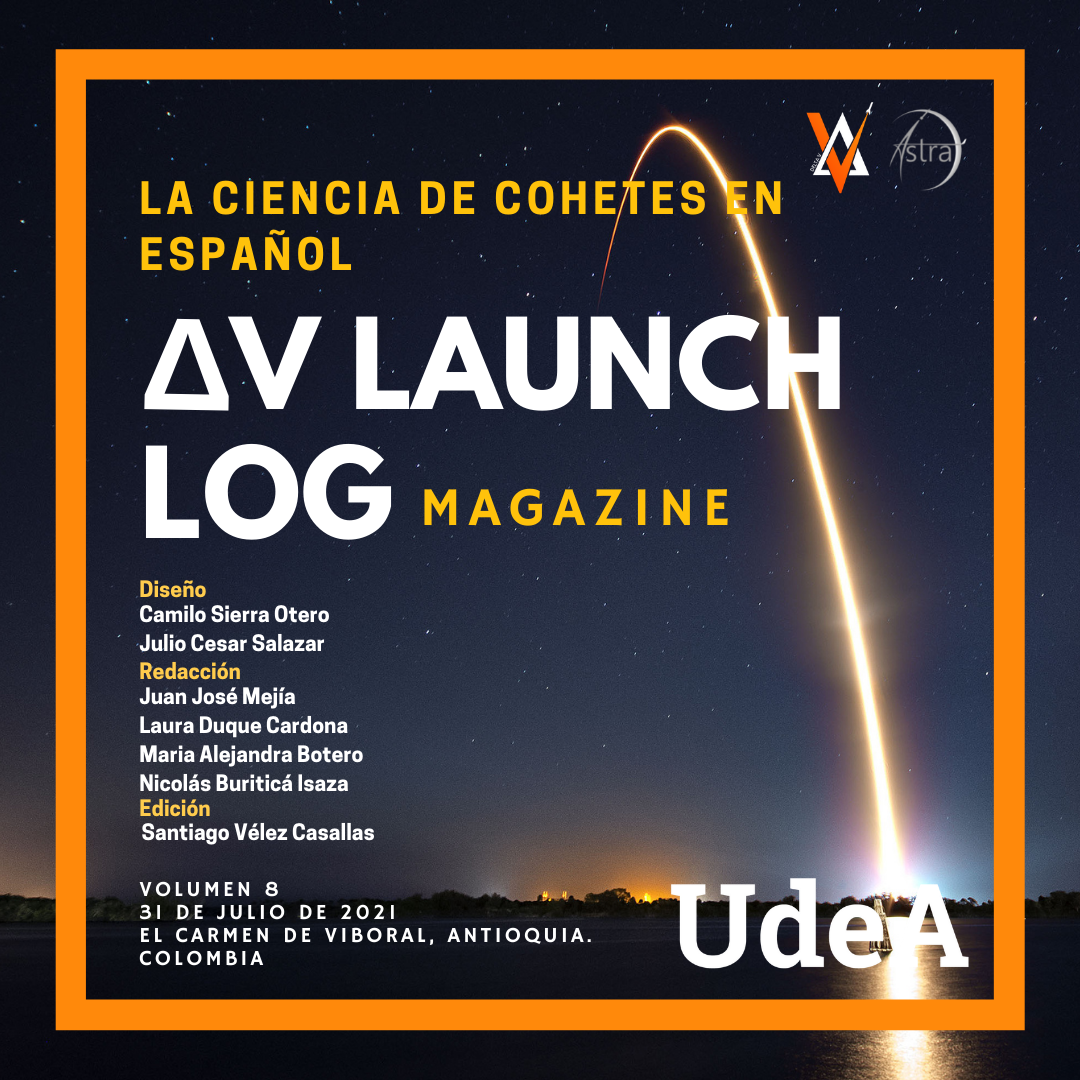 LA CIENCIA DE COHETES EN
ESPAÑOL
ΔV LAUNCH
LOG MAGAZINE
Astra
Diseño
Camilo Sierra Otero
Julio Cesar Salazar
Redacción
Juan José Mejía
Laura Duque Cardona
Maria Alejandra Botero
Nicolás Buriticá Isaza
Edición
Santiago Vélez Casallas
VOLUMEN 8
31 DE JULIO DE 2021
EL CARMEN DE VIBORAL, ANTIOQUIA.
COLOMBIA
UdeA